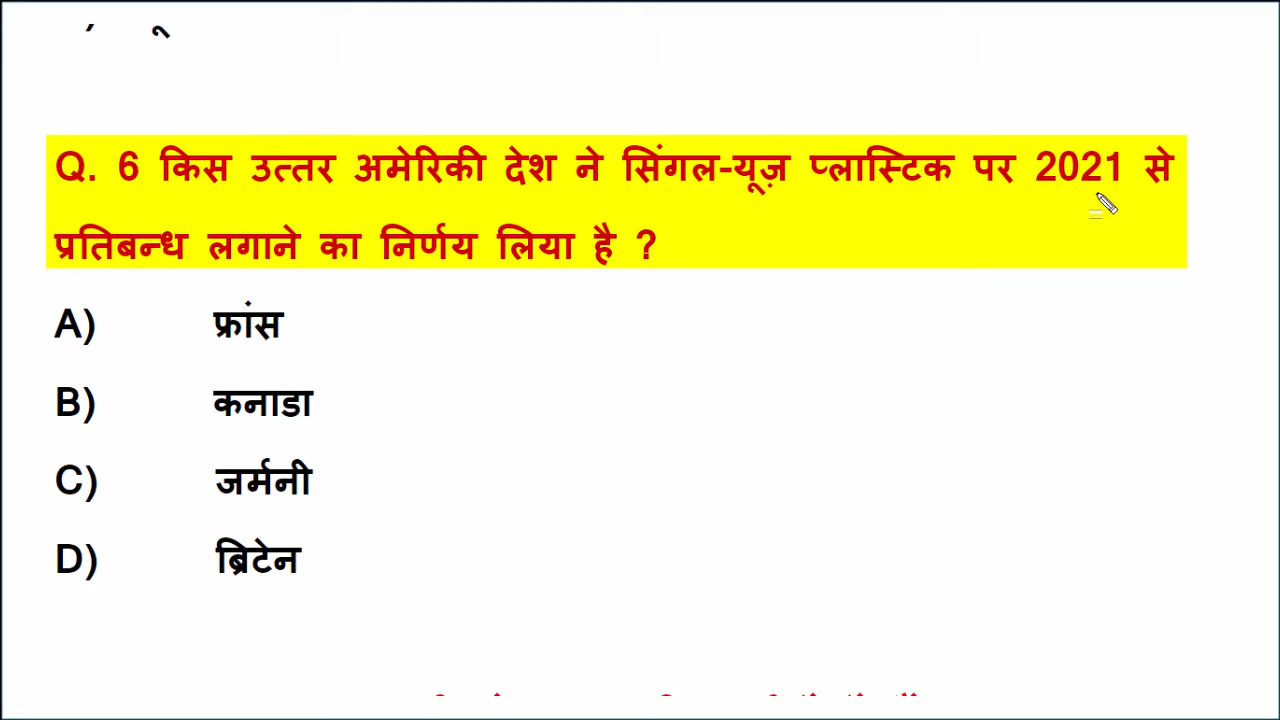 Q. 6 किस उत्तर अमेरिकी देश ने सिंगल-यूज़ प्लास्टिक पर 2021 से
प्रतिबन्ध लगाने का निर्णय लिया है ?
A) फ्रांस
B) कनाडा
C) जर्मनी
D) ब्रिटेन